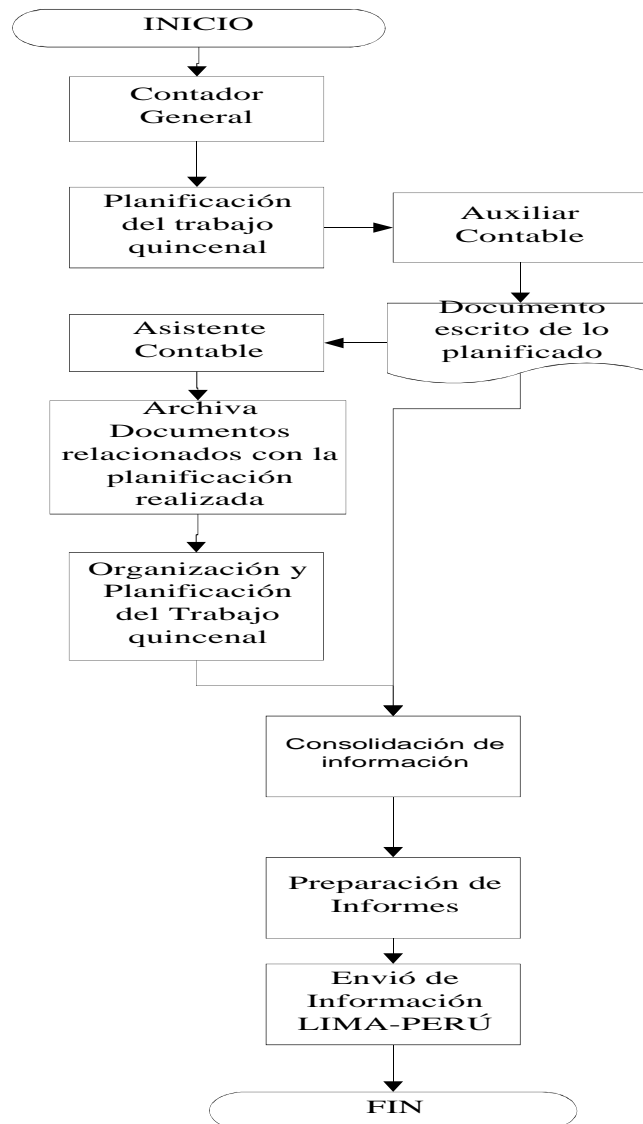 INICIO
Contador
General
Planificación
del trabajo
quincenal
Auxiliar
Contable
Documento
escrito de lo
planificado
Asistente
Contable
Archiva
Documentos
relacionados con la
planificación
realizada
Organización y
Planificación
del Trabajo
quincenal
Consolidación de
información
Preparación de
Informes
Envió de
Información
LIMA-PERÚ
FIN